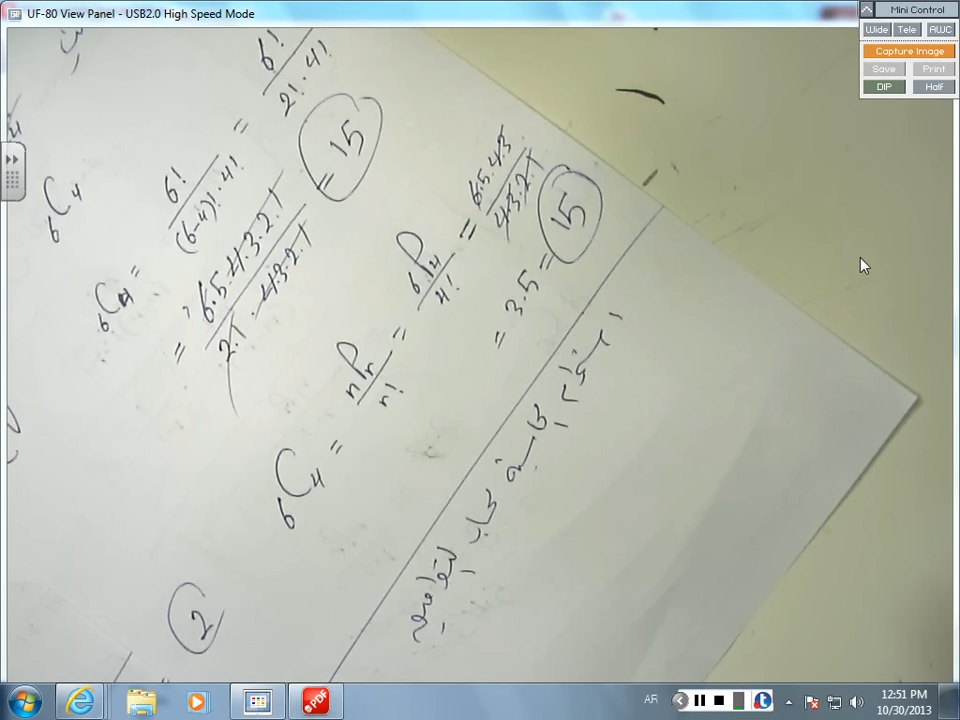 UF-80 View Panel - USB2.0 High Speed Mode
Mini Control
Wide Tele AWC
Capture Image
Save Print
DIP Half
₆C₄
₆C₄ = 6! / (6-4)! · 4! = 6! / 2! · 4!
= 6.5.4.3.2.1 / 2.1 . 4.3.2.1 = 15
2
₆C₄ = nPr / n! = ₆P₄ / 4! = 6.5.4.3 / 4.3.2.1
= 3.5 = 15
PDF
AR
12:51 PM
10/30/2013